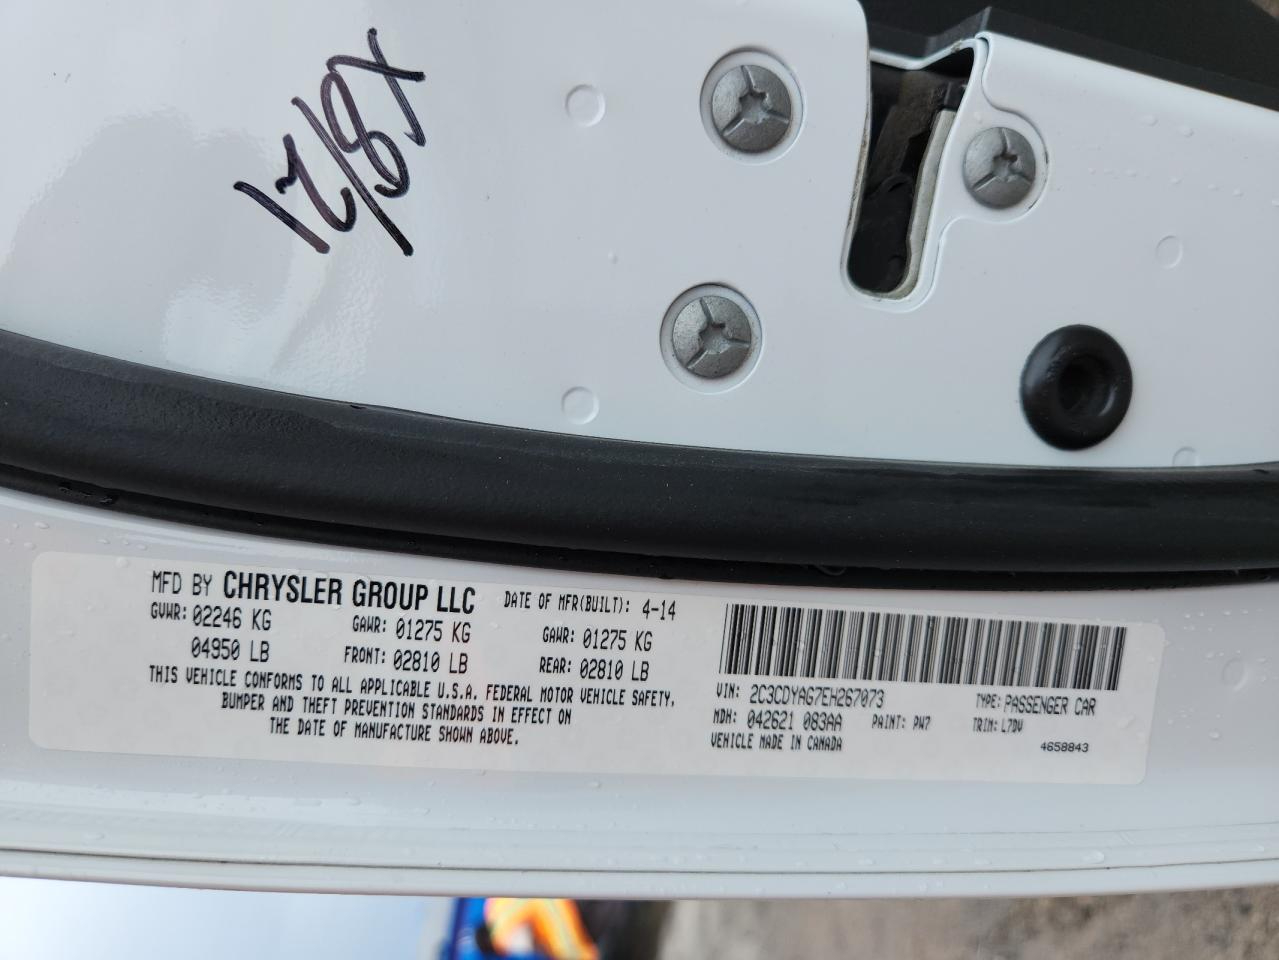 12/8X
MFD BY CHRYSLER GROUP LLC DATE OF MFR(BUILT): 4-14
GVWR: 02246 KG GAWR: 01275 KG GAWR: 01275 KG
04950 LB FRONT: 02810 LB REAR: 02810 LB
THIS VEHICLE CONFORMS TO ALL APPLICABLE U.S.A. FEDERAL MOTOR VEHICLE SAFETY,
BUMPER AND THEFT PREVENTION STANDARDS IN EFFECT ON
THE DATE OF MANUFACTURE SHOWN ABOVE.
VIN: 2C3CDYAG7EH267073 TYPE: PASSENGER CAR
MDH: 042621 083AA PAINT: PW7 TRIM: L7DV
VEHICLE MADE IN CANADA 4658843